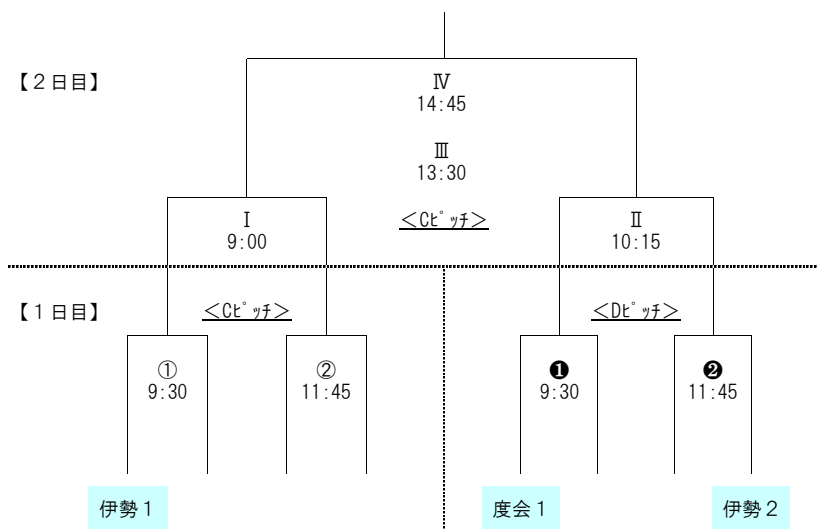 【２日目】
Ⅳ
14:45
Ⅲ
13:30
Ⅰ
9:00
<Cﾋﾟｯﾁ>
Ⅱ
10:15
【１日目】
<Cﾋﾟｯﾁ>
<Dﾋﾟｯﾁ>
①
9:30
②
11:45
❶
9:30
❷
11:45
伊勢１
度会１
伊勢２